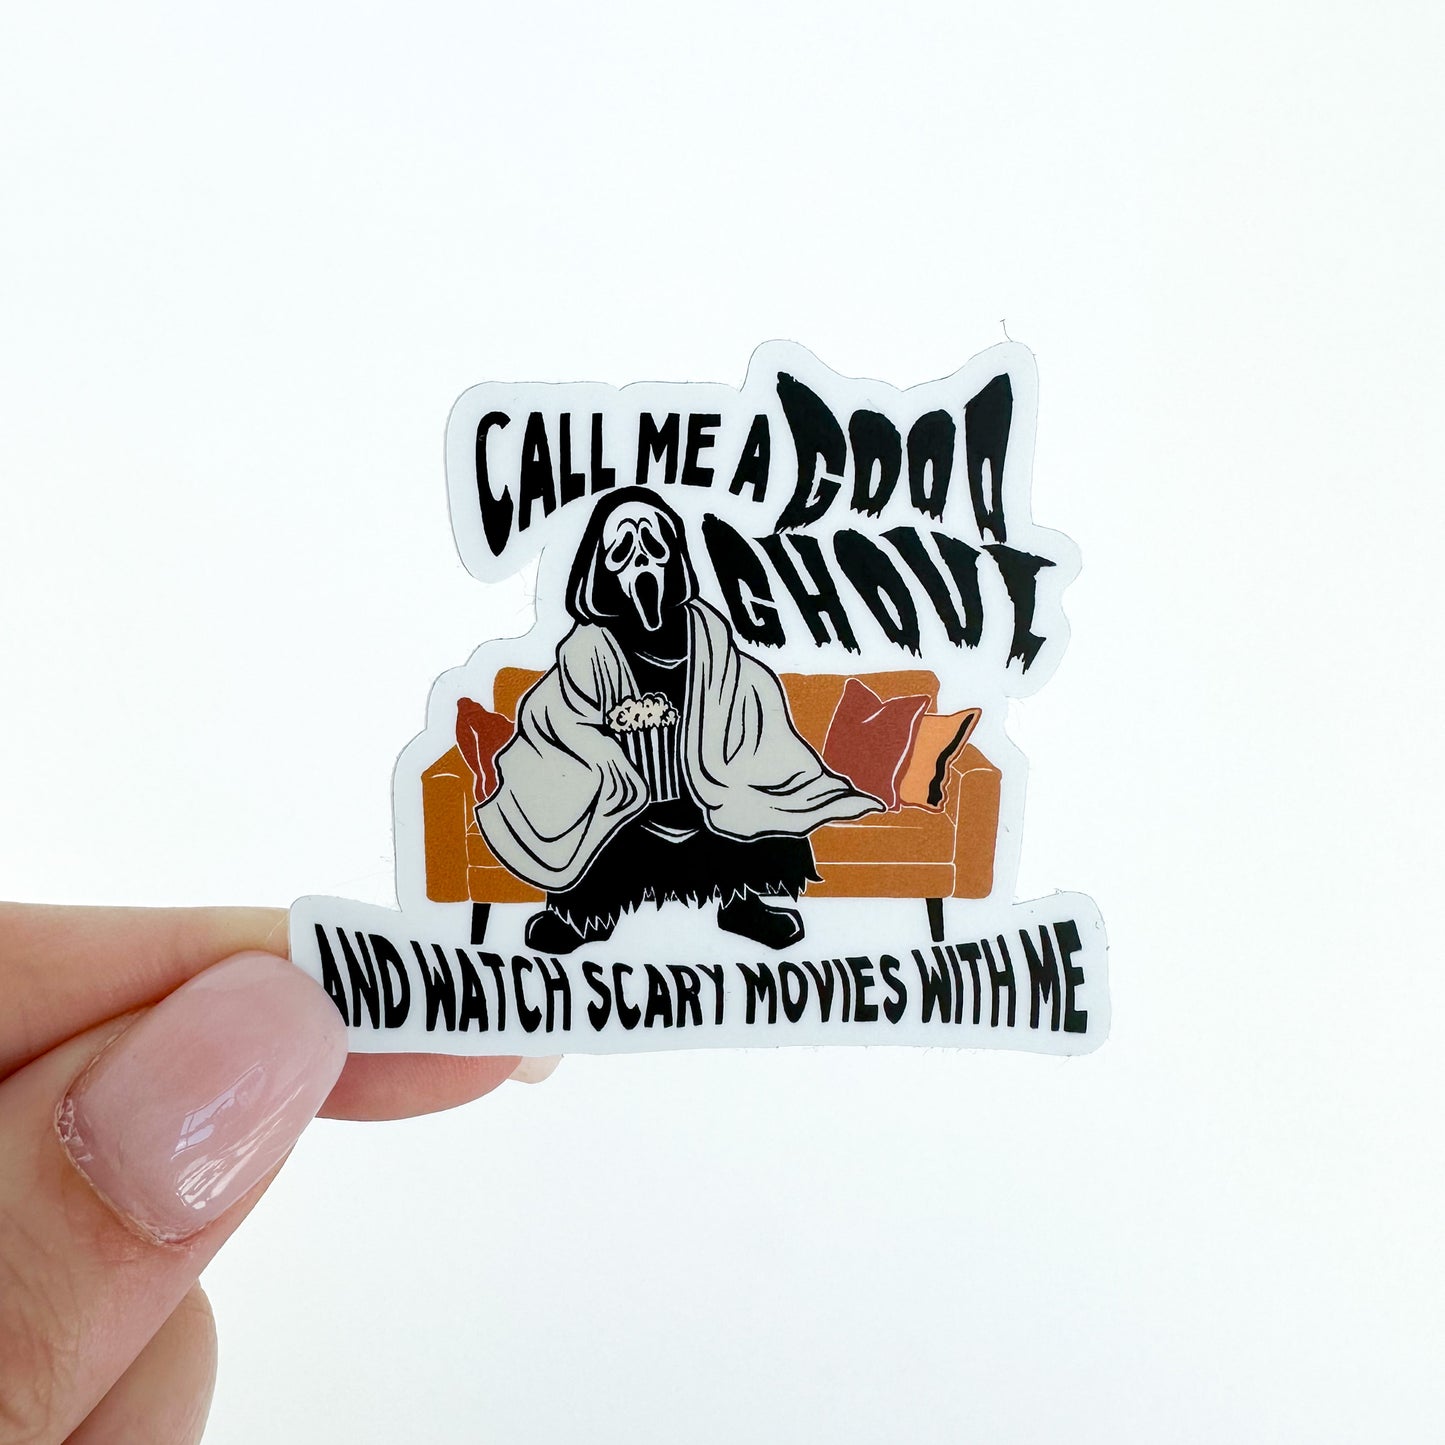 CALL ME A GOOD
GHOUL
AND WATCH SCARY MOVIES WITH ME